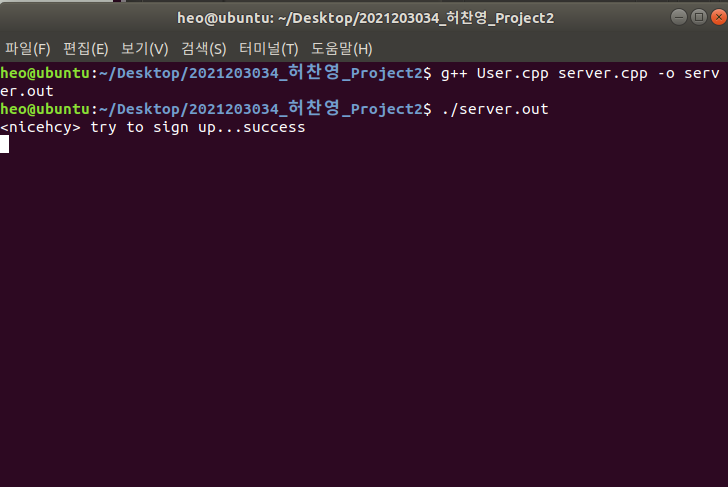 heo@ubuntu: ~/Desktop/2021203034_허찬영_Project2
파일(F) 편집(E) 보기(V) 검색(S) 터미널(T) 도움말(H)
heo@ubuntu:~/Desktop/2021203034_허찬영_Project2$ g++ User.cpp server.cpp -o serv
er.out
heo@ubuntu:~/Desktop/2021203034_허찬영_Project2$ ./server.out
<nicehcy> try to sign up...success